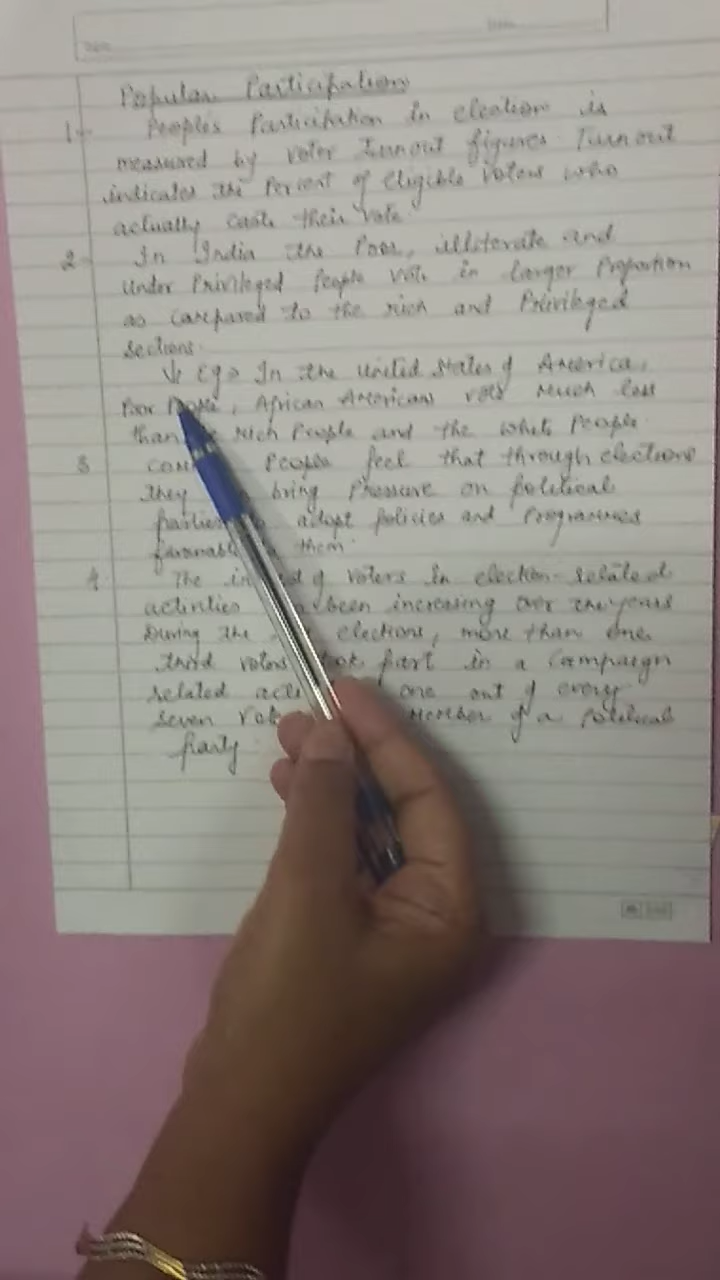 Popular Participation
1- Peoples Participation in election is
measured by voter Turnout figures. Turnout
indicates the Percent of Eligible Voters who
actually caste their vote.
2- In India the Poor, illiterate and
under Privileged People vote in larger Proportion
as compared to the rich and Privileged
sections.
↓ Eg → In the united States of America,
Poor People, African Americans vote Much less
than rich People and the white People
3 People feel that through elections
they bring Pressure on political
parties adopt policies and Programmes
favourable them.
4 The of voters in election-related
activities been increasing over the years
During the elections, more than one
third voters took part in a campaign
related one out of every
seven Member of a Political
Party